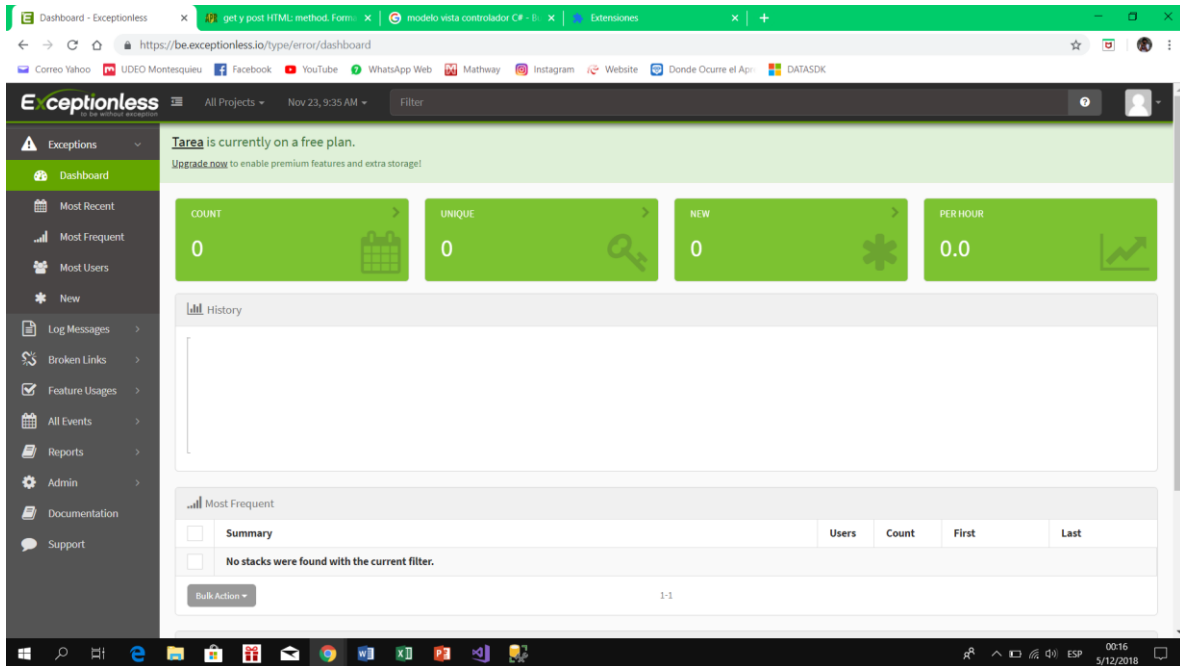 Dashboard - Exceptionless
get y post HTML: method. Form
modelo vista controlador C# - B
Extensiones
https://be.exceptionless.io/type/error/dashboard
Correo Yahoo
UDEO Montesquieu
Facebook
YouTube
WhatsApp Web
Mathway
Instagram
Website
Donde Ocurre el Apr
DATASDK
Exceptionless
to be without exception
All Projects
Nov 23, 9:35 AM
Filter
Exceptions
Dashboard
Most Recent
Most Frequent
Most Users
New
Log Messages
Broken Links
Feature Usages
All Events
Reports
Admin
Documentation
Support
Tarea is currently on a free plan.
Upgrade now to enable premium features and extra storage!
COUNT
0
UNIQUE
0
NEW
0
PER HOUR
0.0
History
Most Frequent
Summary Users Count First Last
No stacks were found with the current filter.
Bulk Action
1-1
ESP
00:16
5/12/2018